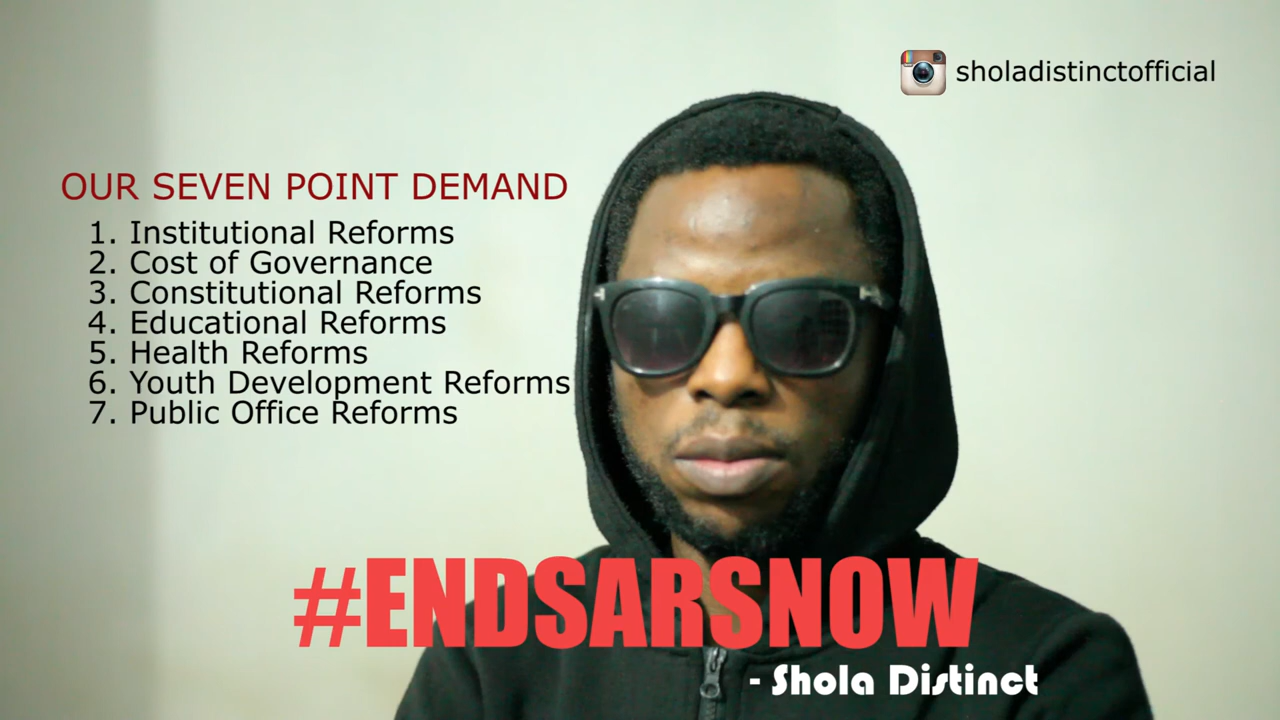 sholadistinctofficial
OUR SEVEN POINT DEMAND
1. Institutional Reforms
2. Cost of Governance
3. Constitutional Reforms
4. Educational Reforms
5. Health Reforms
6. Youth Development Reforms
7. Public Office Reforms
#ENDSARSNOW
- Shola Distinct